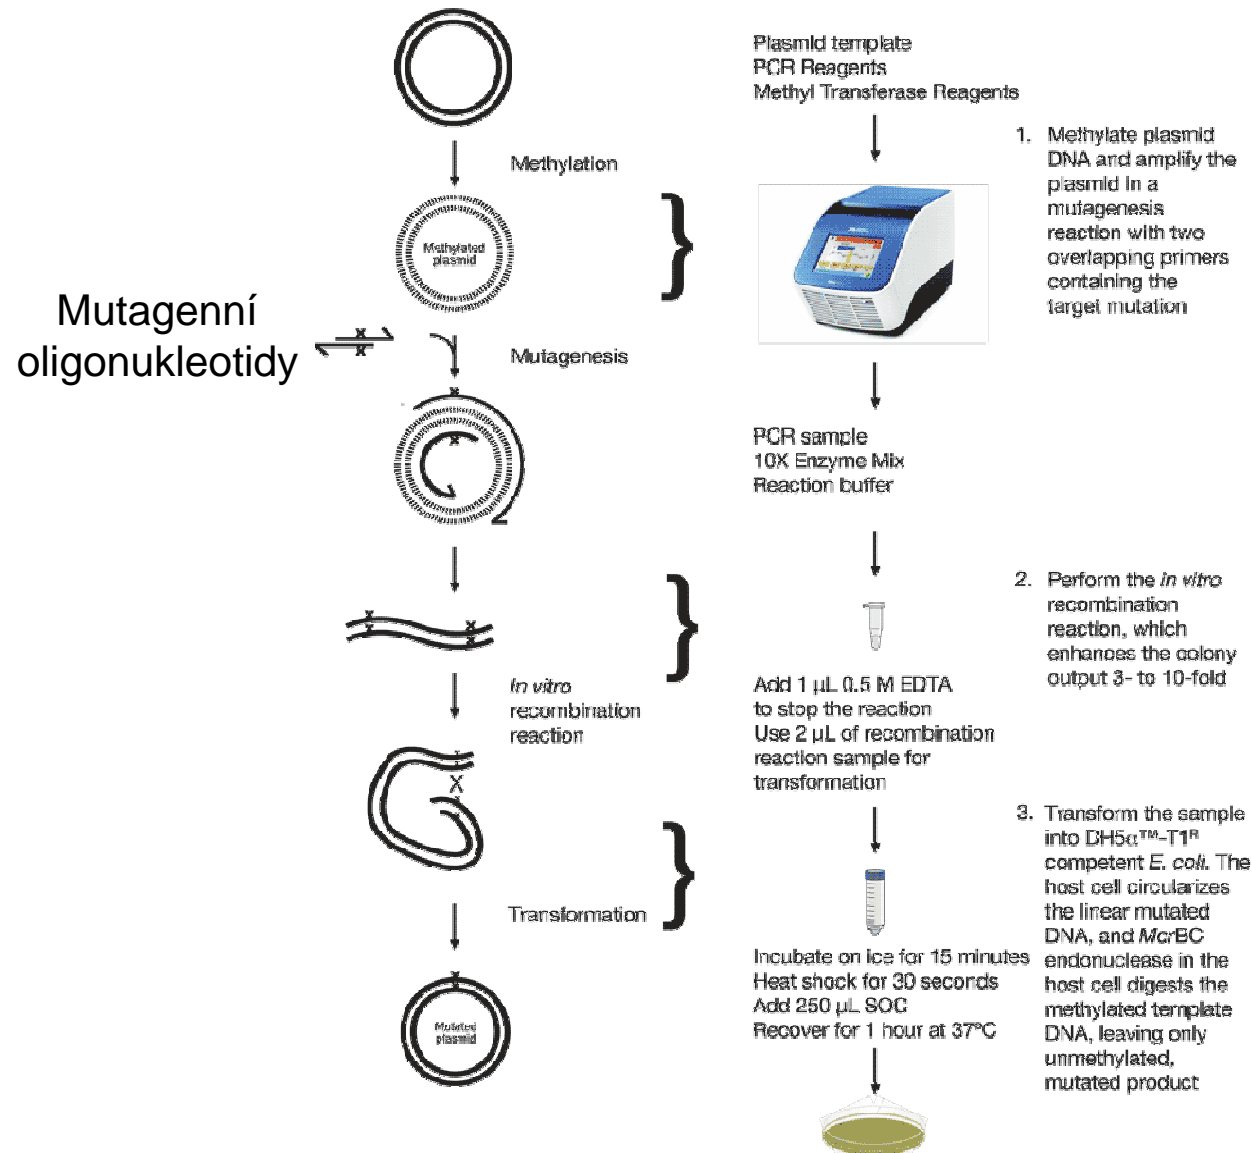 Methylation
Methylated
plasmid
Mutagenní
oligonukleotidy
Mutagenesis
In vitro
recombination
reaction
Transformation
Mutated
plasmid
Plasmid template
PCR Reagents
Methyl Transferase Reagents
PCR sample
10X Enzyme Mix
Reaction buffer
Add 1 µL 0.5 M EDTA
to stop the reaction
Use 2 µL of recombination
reaction sample for
transformation
Incubate on ice for 15 minutes
Heat shock for 30 seconds
Add 250 µL SOC
Recover for 1 hour at 37°C
1. Methylate plasmid
DNA and amplify the
plasmid in a
mutagenesis
reaction with two
overlapping primers
containing the
target mutation
2. Perform the in vitro
recombination
reaction, which
enhances the colony
output 3- to 10-fold
3. Transform the sample
into DH5α™-T1ᴿ
competent E. coli. The
host cell circularizes
the linear mutated
DNA, and McrBC
endonuclease in the
host cell digests the
methylated template
DNA, leaving only
unmethylated,
mutated product